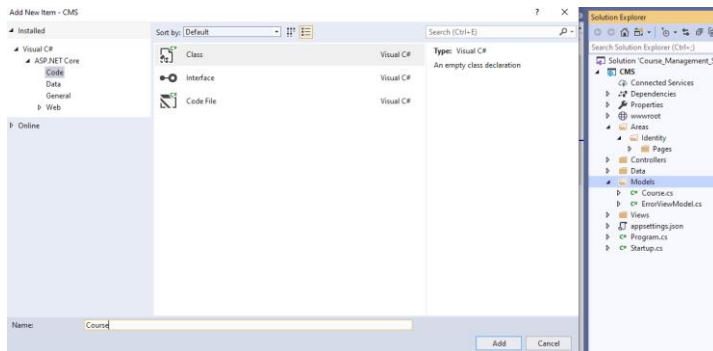 Add New Item - CMS
? X
Installed
Sort by: Default
Search (Ctrl+E)
Visual C#
ASP.NET Core
Code
Data
General
Web
Online
Class Visual C#
Interface Visual C#
Code File Visual C#
Type: Visual C#
An empty class declaration
Name: Course
Add Cancel
Solution Explorer
Search Solution Explorer (Ctrl+;)
Solution 'Course_Management_S
CMS
Connected Services
Dependencies
Properties
wwwroot
Areas
Identity
Pages
Controllers
Data
Models
C# Course.cs
C# ErrorViewModel.cs
Views
appsettings.json
C# Program.cs
C# Startup.cs